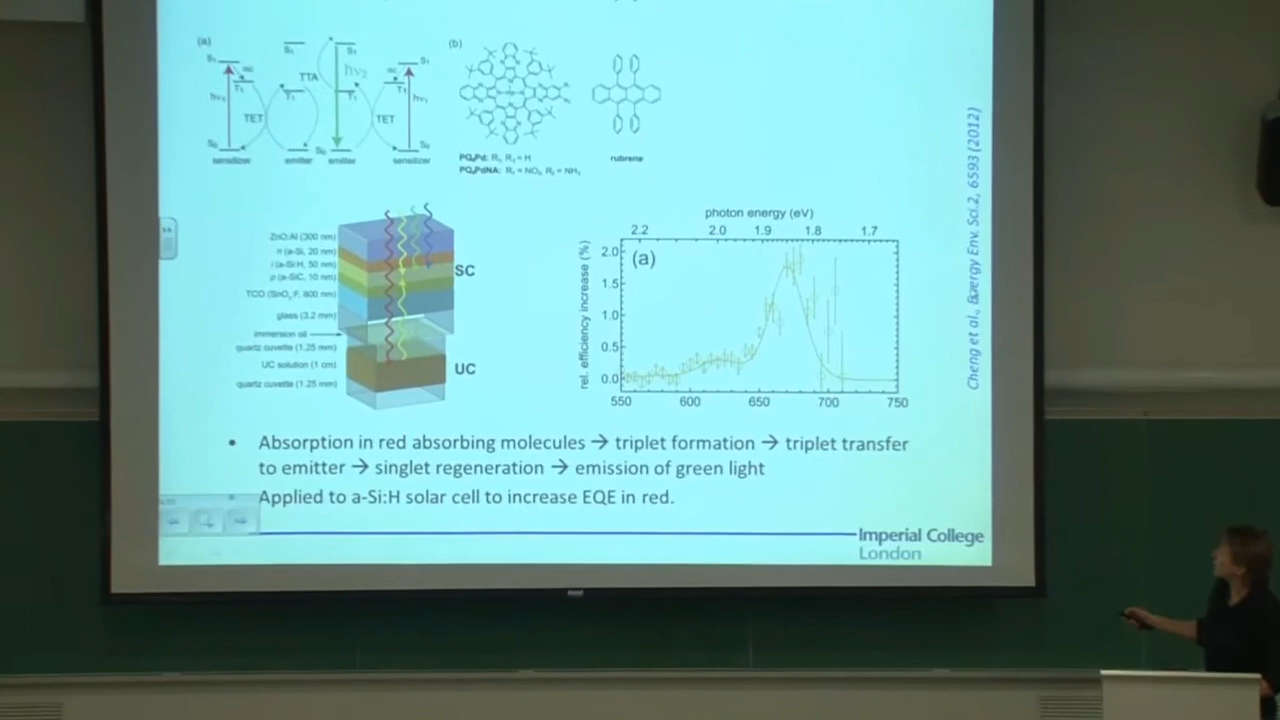 (a)
(b)
S₁
S₁
S₁
S₁
ISC
TTA
hν₂
ISC
T₁
T₁
T₁
T₁
hν₁
hν₁
TET
TET
S₀
S₀
S₀
sensitizer
emitter
emitter
sensitizer
PQ₄Pd: R₁, R₂ = H
PQ₄PdNA: R₁ = NO₂, R₂ = NH₂
rubrene
Cheng et al., Energy Env. Sci.2, 6593 (2012)
ZnO:Al (300 nm)
n (a-Si, 20 nm)
i (a-Si:H, 50 nm)
p (a-SiC, 10 nm)
TCO (SnO₂:F, 800 nm)
glass (3.2 mm)
immersion oil
quartz cuvette (1.25 mm)
UC solution (1 cm)
quartz cuvette (1.25 mm)
SC
UC
photon energy (eV)
2.2 2.0 1.9 1.8 1.7
(a)
rel. efficiency increase (%)
2.0
1.5
1.0
0.5
0.0
550 600 650 700 750
• Absorption in red absorbing molecules → triplet formation → triplet transfer
to emitter → singlet regeneration → emission of green light
Applied to a-Si:H solar cell to increase EQE in red.
Imperial College
London